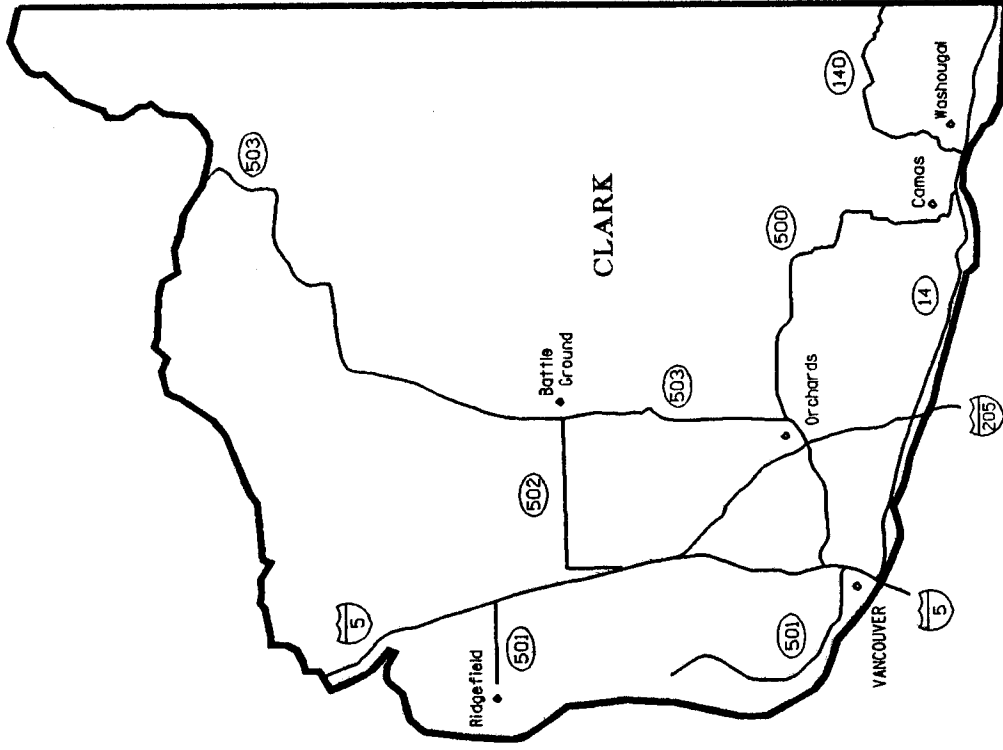 503
5
Ridgefield
501
502
Battle
Ground
503
CLARK
140
Washougal
Camas
500
Orchards
14
501
VANCOUVER
205
5